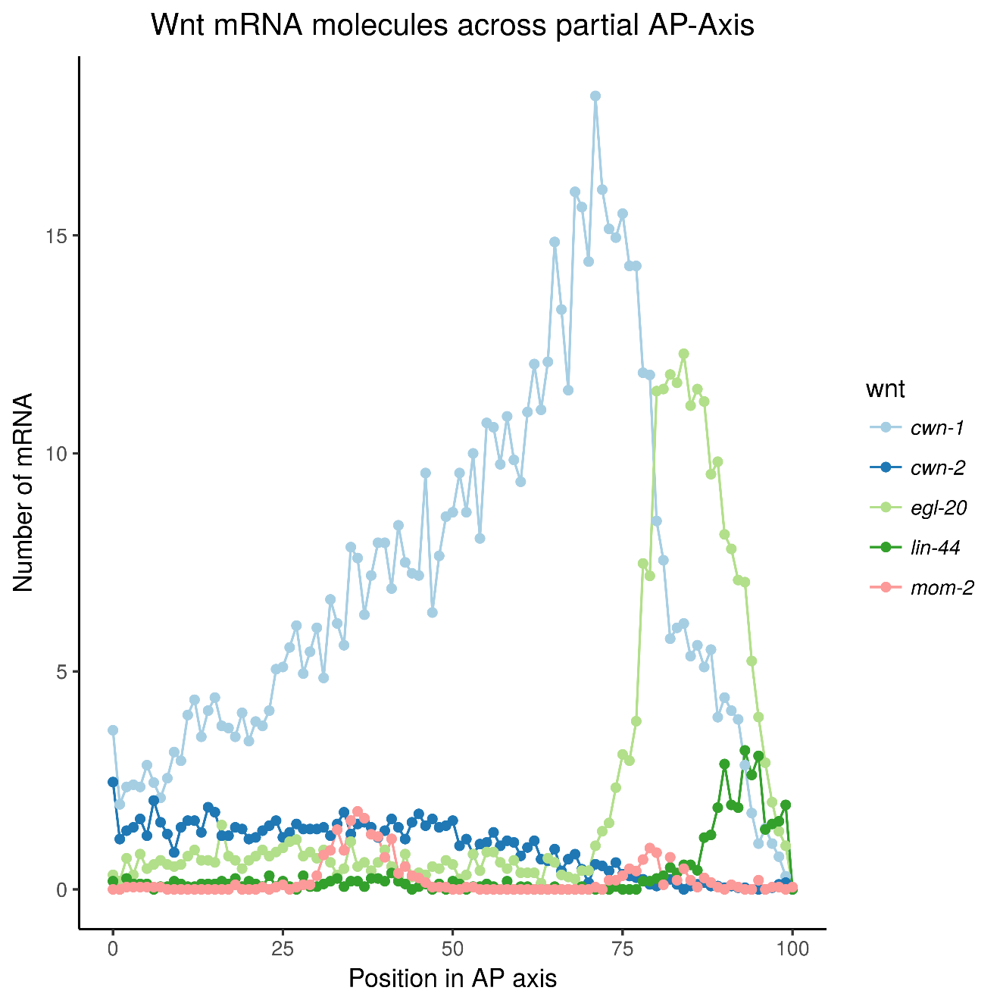 Wnt mRNA molecules across partial AP-Axis
Number of mRNA
15
10
5
0
0 25 50 75 100
Position in AP axis
wnt
cwn-1
cwn-2
egl-20
lin-44
mom-2